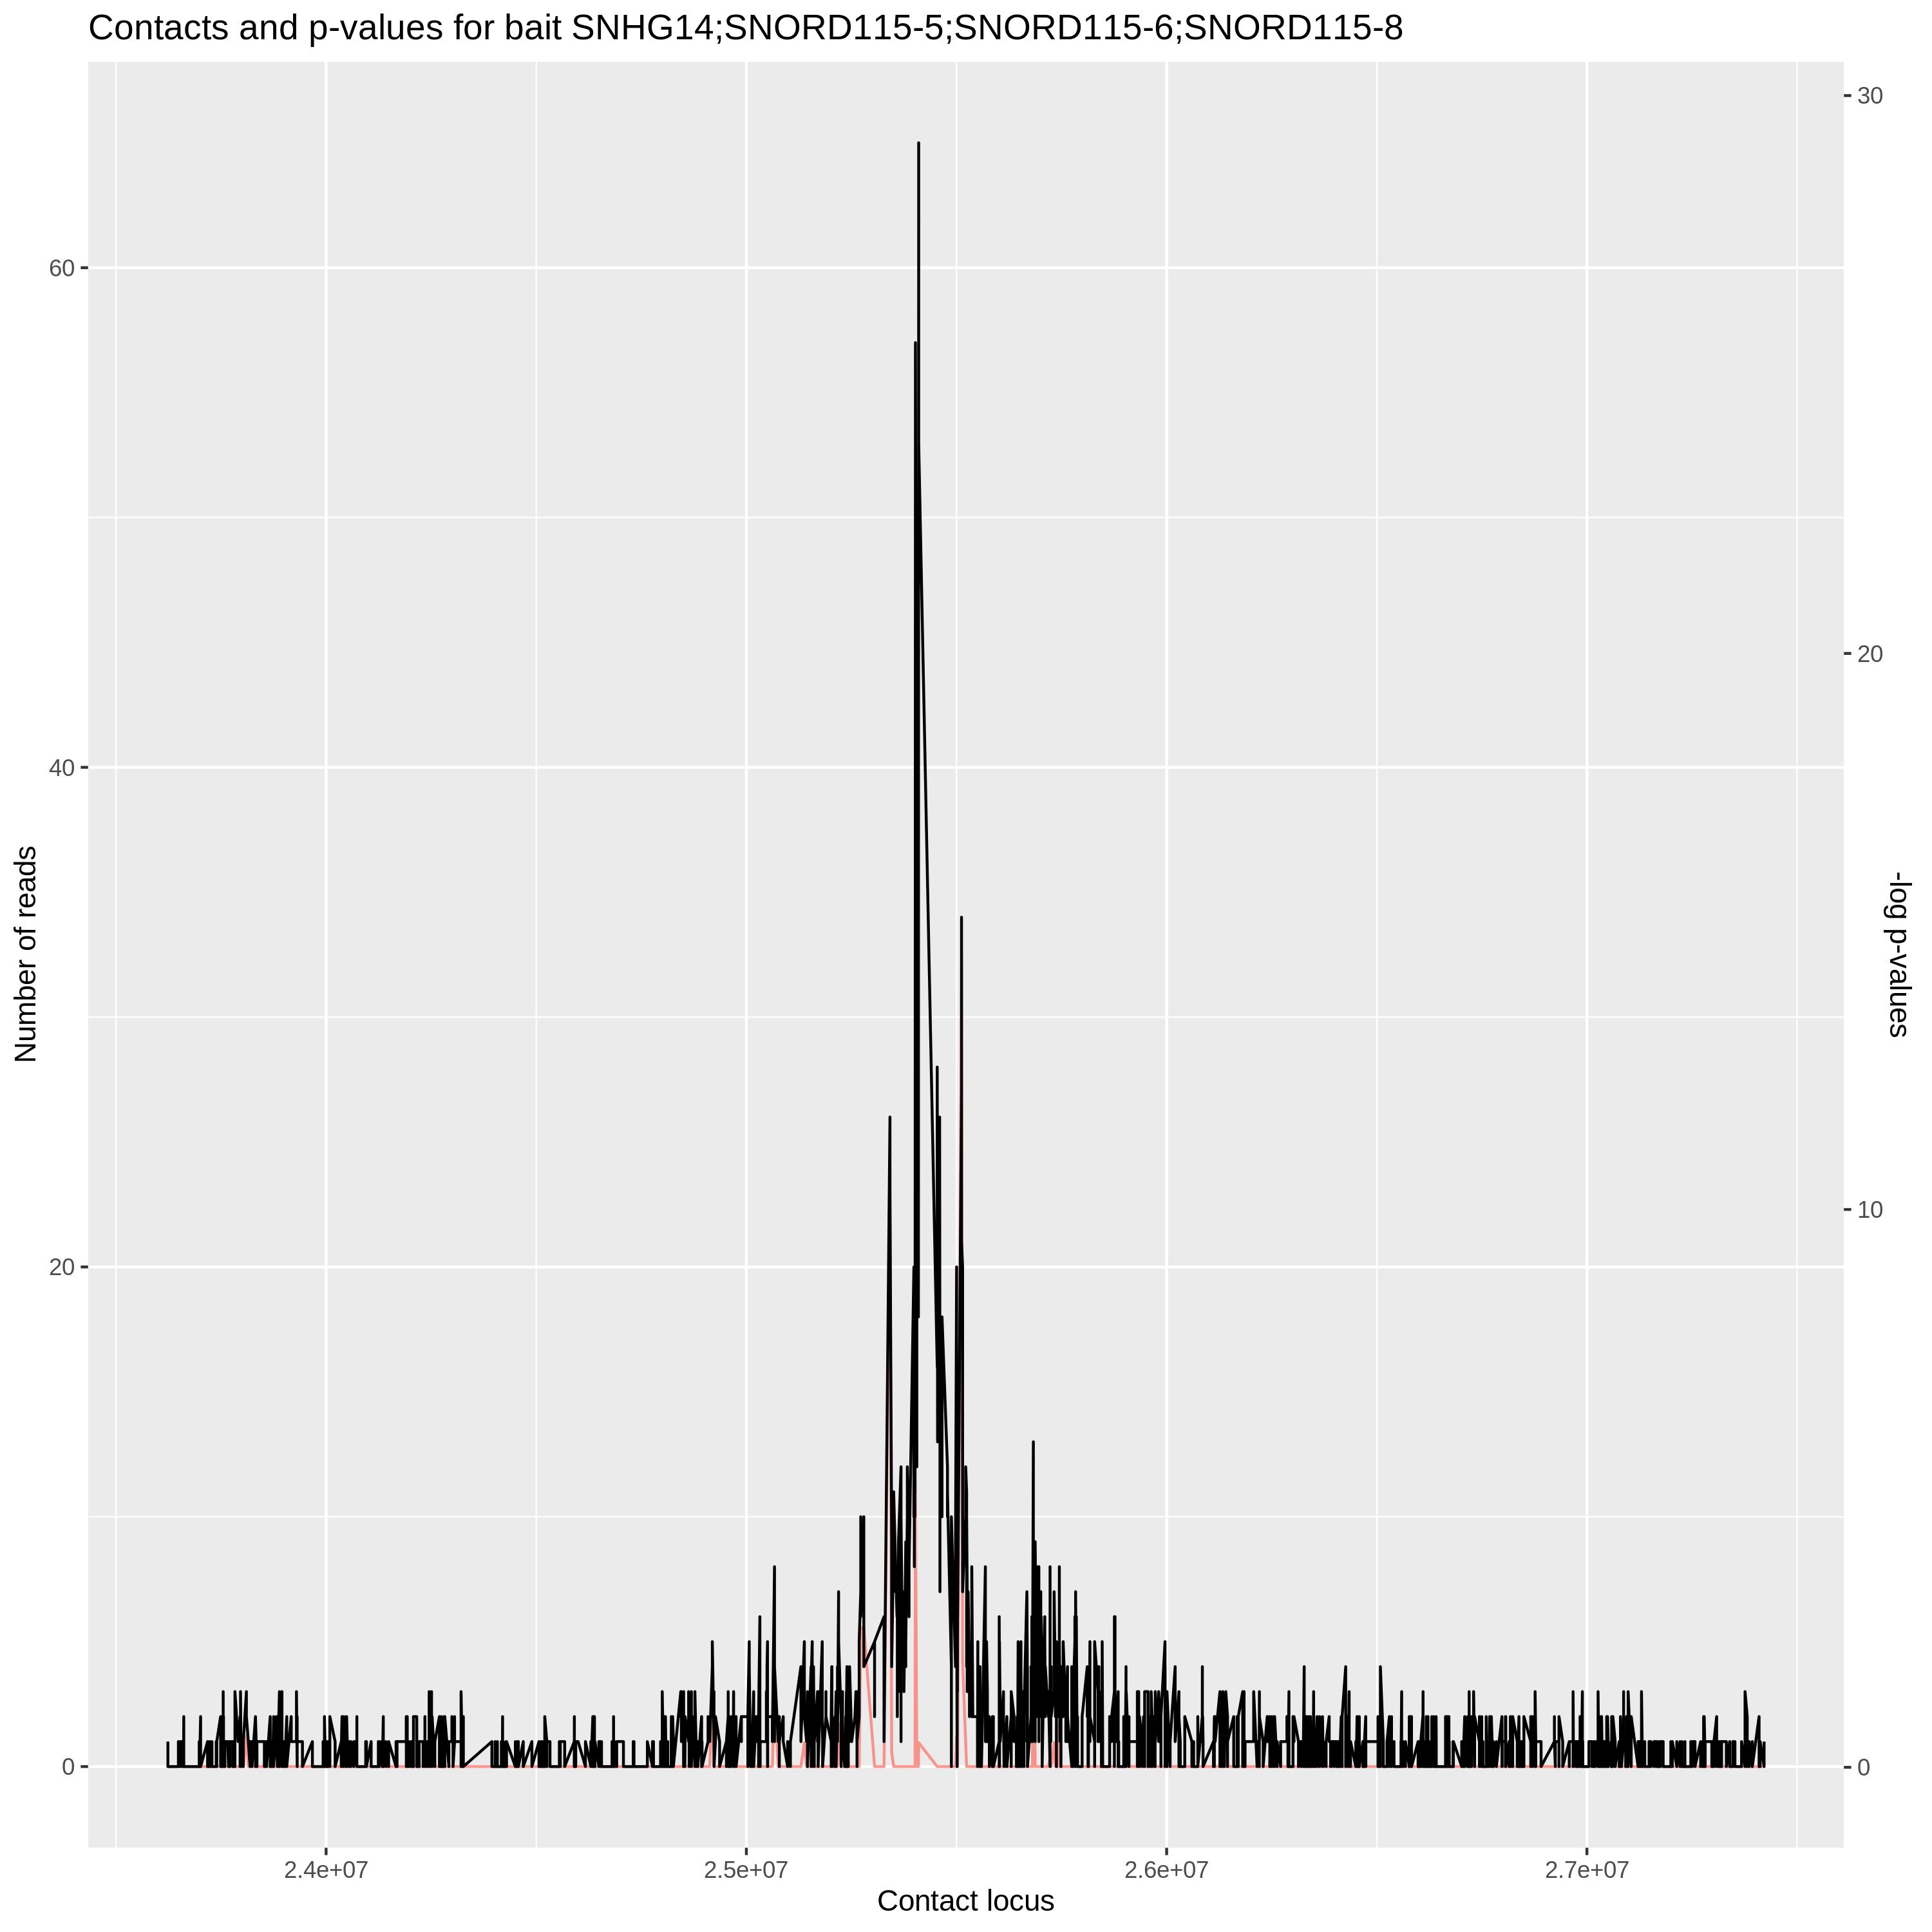 Contacts and p-values for bait SNHG14;SNORD115-5;SNORD115-6;SNORD115-8
60
40
20
0
Number of reads
30
20
10
0
-log p-values
2.4e+07
2.5e+07
2.6e+07
2.7e+07
Contact locus